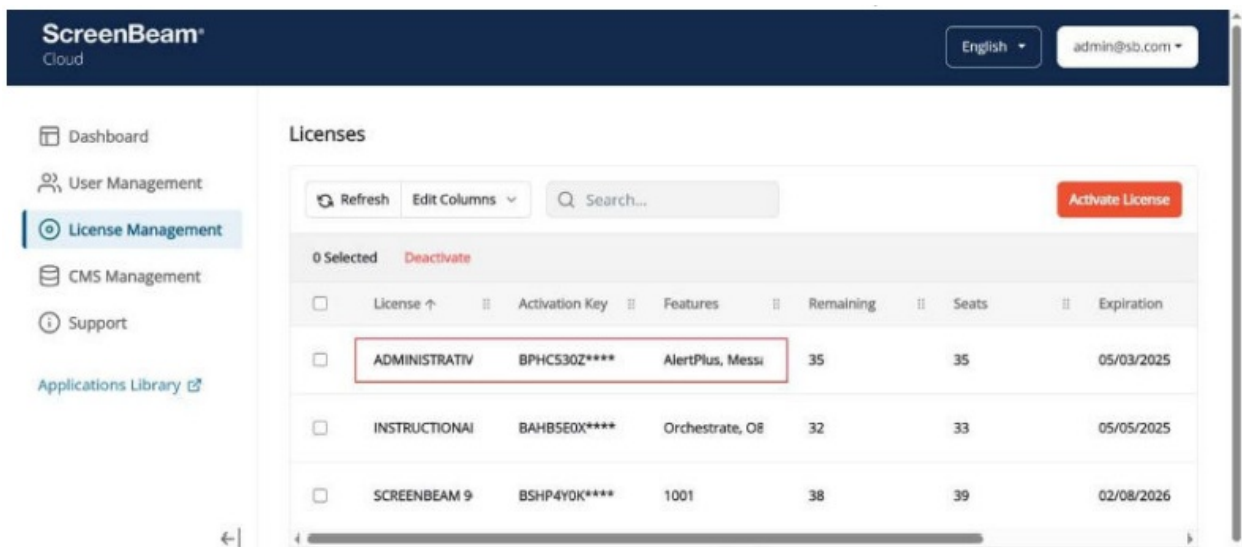 ScreenBeam®
Cloud
English
admin@sb.com
Dashboard
User Management
License Management
CMS Management
Support
Applications Library
Licenses
Refresh Edit Columns Search... Activate License
0 Selected Deactivate
License ↑ Activation Key Features Remaining Seats Expiration
ADMINISTRATIV BPHC530Z**** AlertPlus, Messa 35 35 05/03/2025
INSTRUCTIONAL BAHB5E0X**** Orchestrate, OB 32 33 05/05/2025
SCREENBEAM 9 BSHP4Y0K**** 1001 38 39 02/08/2026